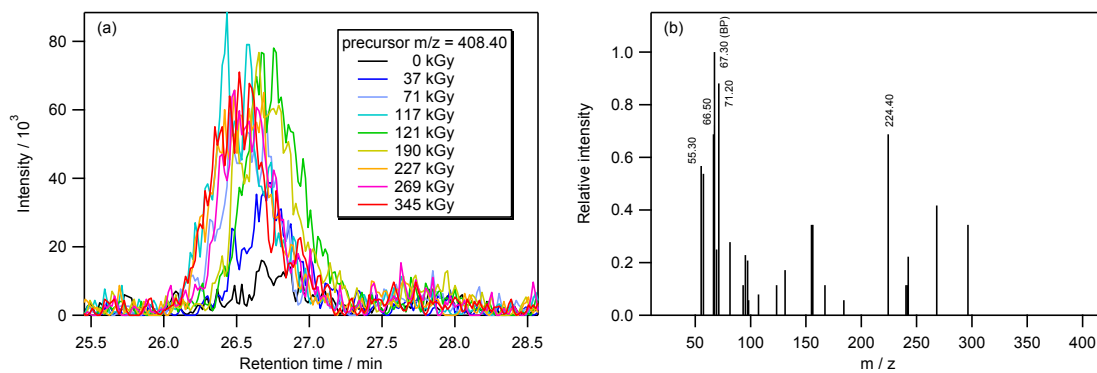 (a)
precursor m/z = 408.40
0 kGy
37 kGy
71 kGy
117 kGy
121 kGy
190 kGy
227 kGy
269 kGy
345 kGy
Intensity / 10³
80
60
40
20
0
25.5 26.0 26.5 27.0 27.5 28.0 28.5
Retention time / min
(b)
Relative intensity
1.0
0.8
0.6
0.4
0.2
0.0
55.30
66.50
67.30 (BP)
71.20
224.40
50 100 150 200 250 300 350 400
m / z